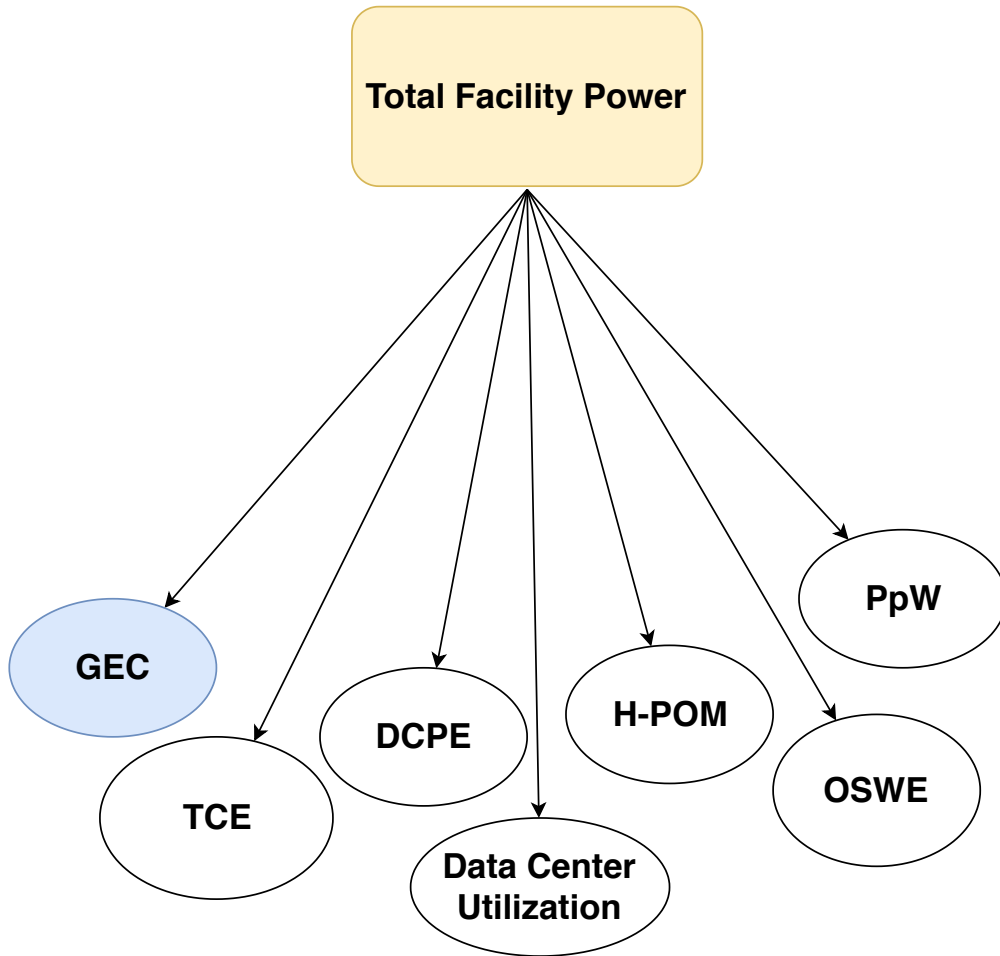 Total Facility Power
PpW
GEC
H-POM
DCPE
OSWE
TCE
Data Center
Utilization